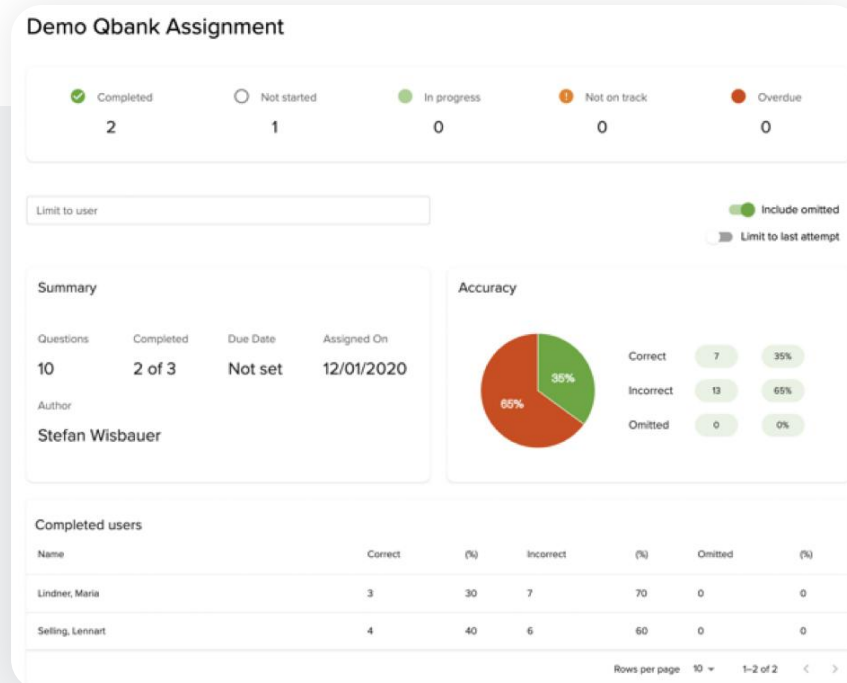 Demo Qbank Assignment
Completed Not started In progress Not on track Overdue
2 1 0 0 0
Limit to user
Include omitted
Limit to last attempt
Summary
Questions Completed Due Date Assigned On
10 2 of 3 Not set 12/01/2020
Author
Stefan Wisbauer
Accuracy
35%
65%
Correct 7 35%
Incorrect 13 65%
Omitted 0 0%
Completed users
Name Correct (%) Incorrect (%) Omitted (%)
Lindner, Maria 3 30 7 70 0 0
Selling, Lennart 4 40 6 60 0 0
Rows per page 10 1–2 of 2